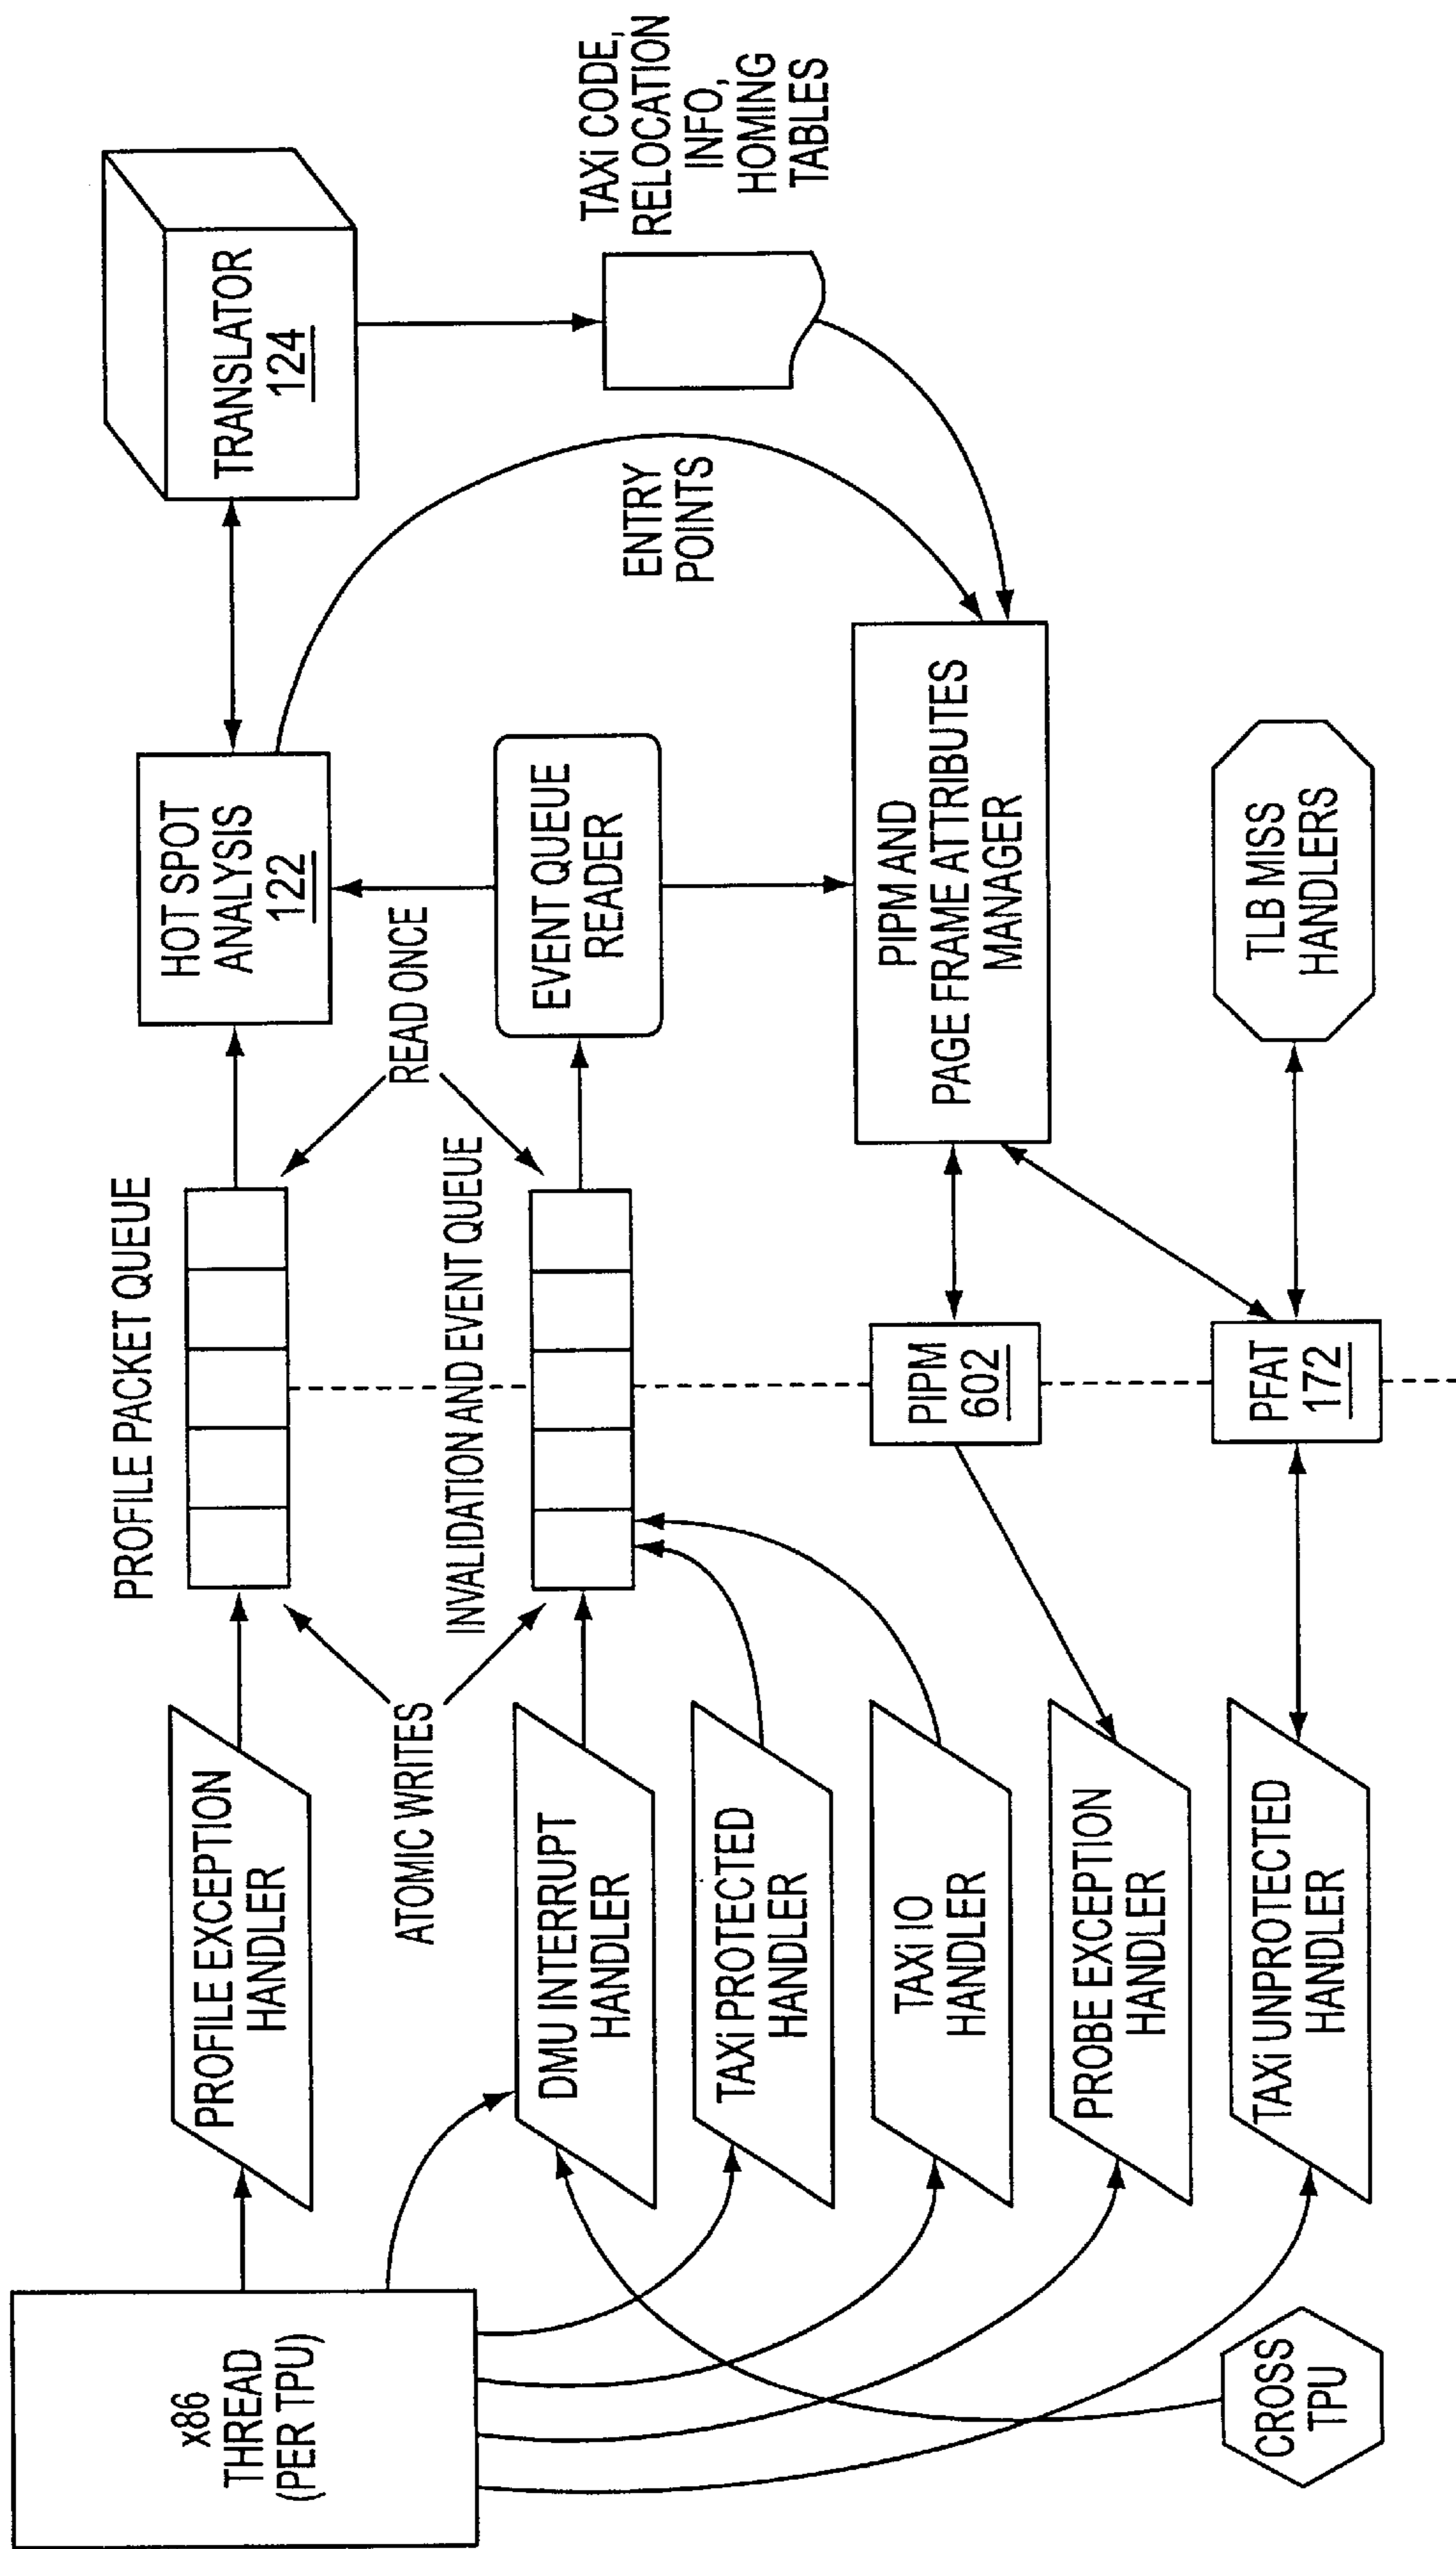 x86
THREAD
(PER TPU)
CROSS
TPU
PROFILE EXCEPTION
HANDLER
ATOMIC WRITES
DMU INTERRUPT
HANDLER
TAXi PROTECTED
HANDLER
TAXi IO
HANDLER
PROBE EXCEPTION
HANDLER
TAXi UNPROTECTED
HANDLER
PROFILE PACKET QUEUE
INVALIDATION AND EVENT QUEUE
PIPM
602
PFAT
172
READ ONCE
HOT SPOT
ANALYSIS
122
EVENT QUEUE
READER
PIPM AND
PAGE FRAME ATTRIBUTES
MANAGER
TLB MISS
HANDLERS
TRANSLATOR
124
ENTRY
POINTS
TAXi CODE,
RELOCATION
INFO,
HOMING
TABLES